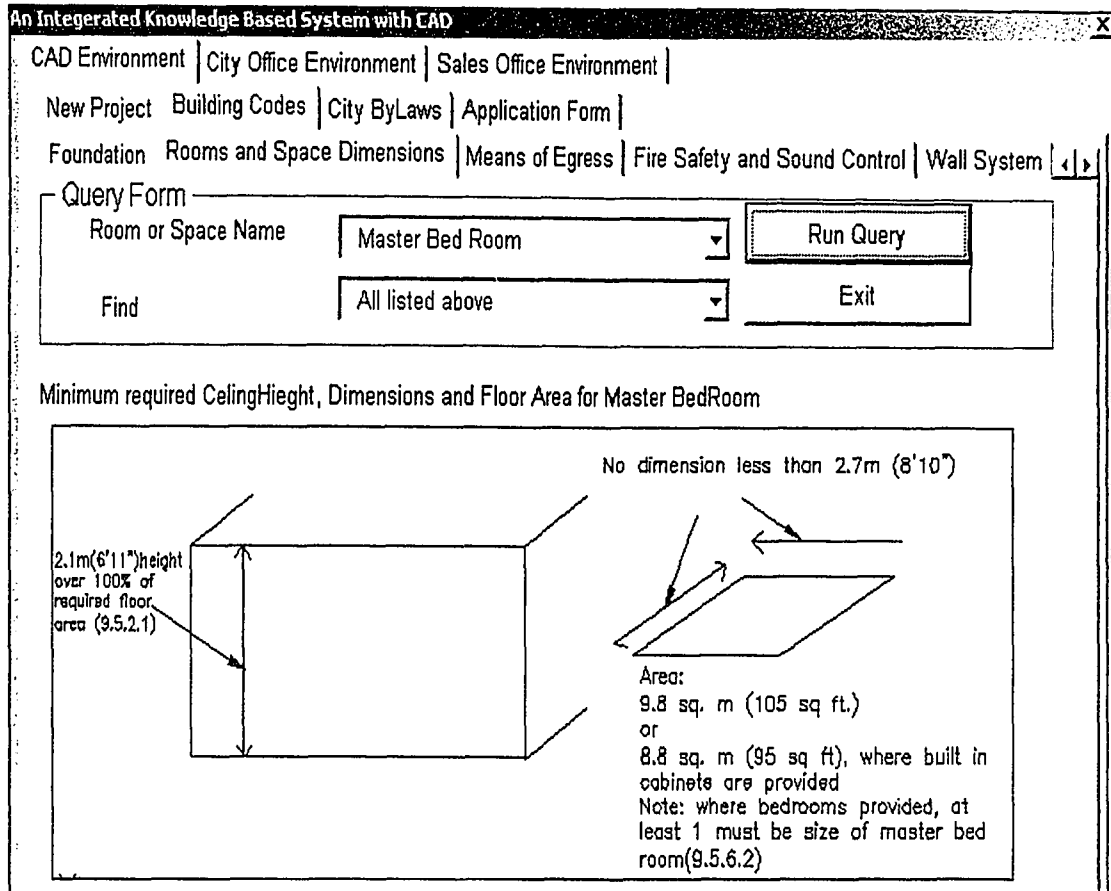 An Integerated Knowledge Based System with CAD X
CAD Environment City Office Environment Sales Office Environment
New Project Building Codes City ByLaws Application Form
Foundation Rooms and Space Dimensions Means of Egress Fire Safety and Sound Control Wall System
Query Form
Room or Space Name Master Bed Room Run Query
Find All listed above Exit
Minimum required CelingHieght, Dimensions and Floor Area for Master BedRoom
No dimension less than 2.7m (8'10")
2.1m(6'11")height
over 100% of
required floor
area (9.5.2.1)
Area:
9.8 sq. m (105 sq ft.)
or
8.8 sq. m (95 sq ft), where built in
cabinets are provided
Note: where bedrooms provided, at
least 1 must be size of master bed
room(9.5.6.2)